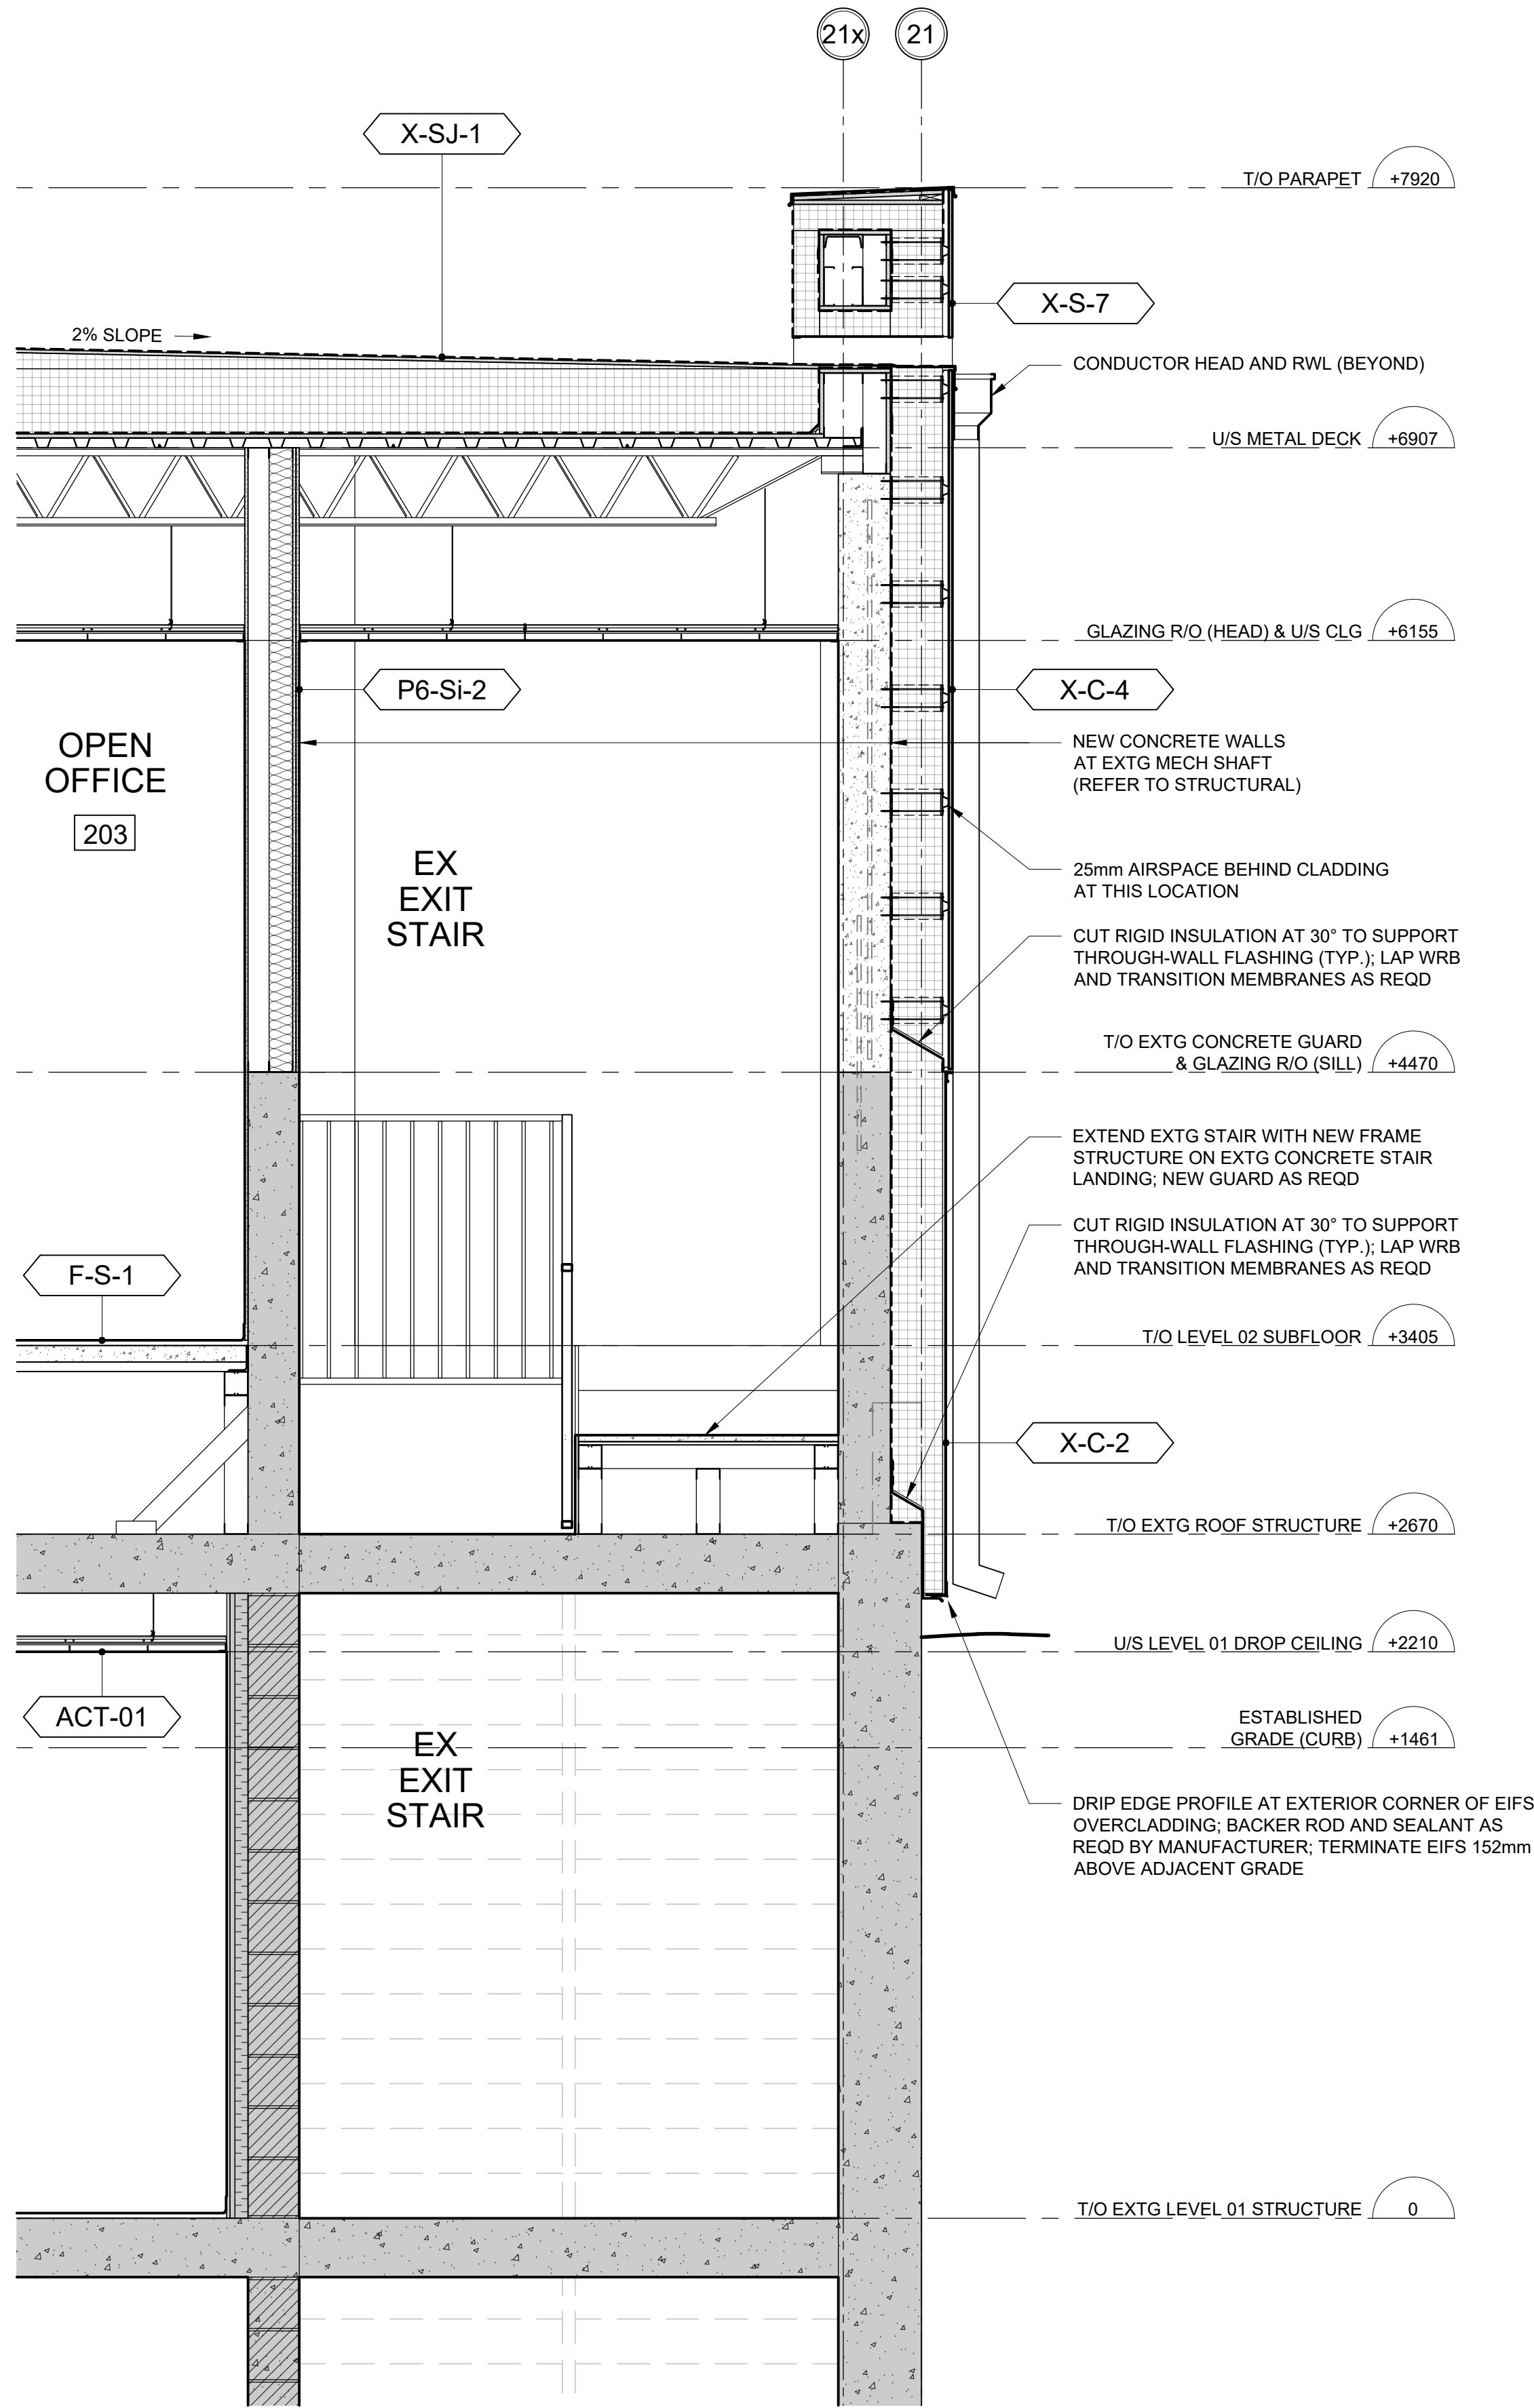 21x
21
X-SJ-1
T/O PARAPET
+7920
X-S-7
2% SLOPE
CONDUCTOR HEAD AND RWL (BEYOND)
U/S METAL DECK
+6907
GLAZING R/O (HEAD) & U/S CLG
+6155
P6-Si-2
X-C-4
OPEN
OFFICE
203
NEW CONCRETE WALLS
AT EXTG MECH SHAFT
(REFER TO STRUCTURAL)
EX
EXIT
STAIR
25mm AIRSPACE BEHIND CLADDING
AT THIS LOCATION
CUT RIGID INSULATION AT 30° TO SUPPORT
THROUGH-WALL FLASHING (TYP.); LAP WRB
AND TRANSITION MEMBRANES AS REQD
T/O EXTG CONCRETE GUARD
& GLAZING R/O (SILL)
+4470
EXTEND EXTG STAIR WITH NEW FRAME
STRUCTURE ON EXTG CONCRETE STAIR
LANDING; NEW GUARD AS REQD
CUT RIGID INSULATION AT 30° TO SUPPORT
THROUGH-WALL FLASHING (TYP.); LAP WRB
AND TRANSITION MEMBRANES AS REQD
F-S-1
T/O LEVEL 02 SUBFLOOR
+3405
X-C-2
T/O EXTG ROOF STRUCTURE
+2670
U/S LEVEL 01 DROP CEILING
+2210
ACT-01
ESTABLISHED
GRADE (CURB)
+1461
EX
EXIT
STAIR
DRIP EDGE PROFILE AT EXTERIOR CORNER OF EIFS
OVERCLADDING; BACKER ROD AND SEALANT AS
REQD BY MANUFACTURER; TERMINATE EIFS 152mm
ABOVE ADJACENT GRADE
T/O EXTG LEVEL 01 STRUCTURE
0